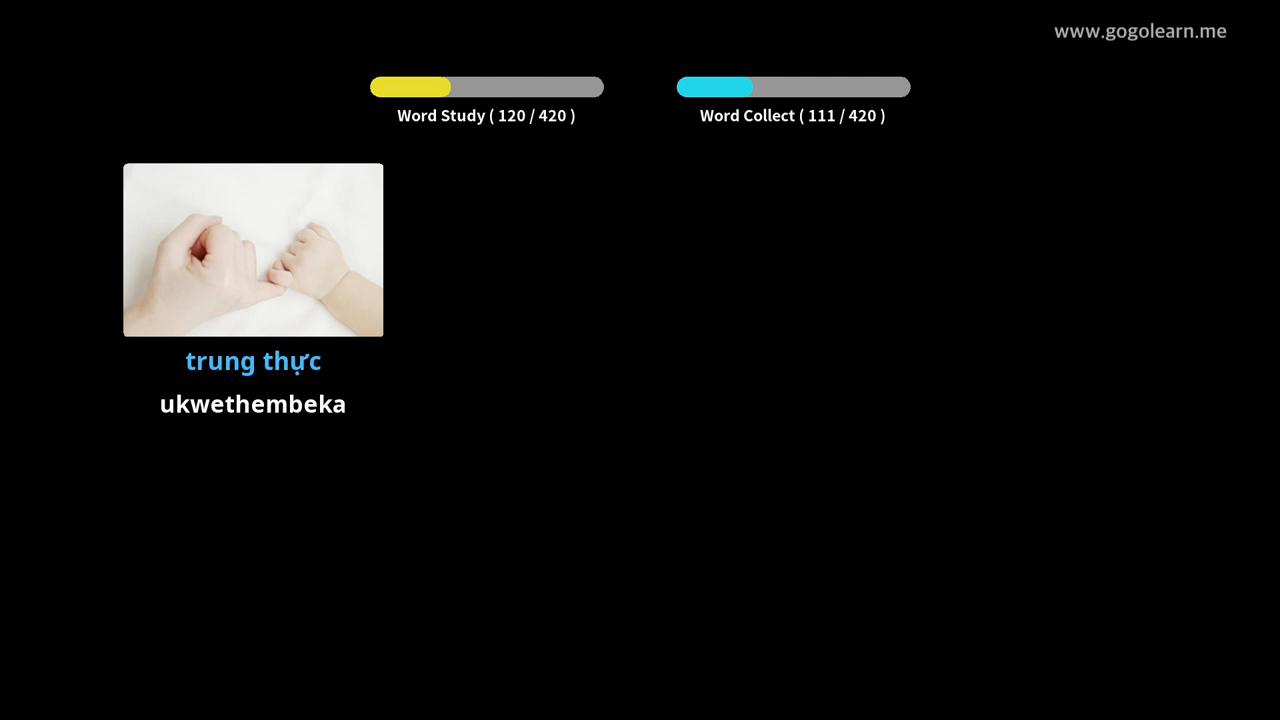 www.gogolearn.me
Word Study ( 120 / 420 )
Word Collect ( 111 / 420 )
trung thực
ukwethembeka